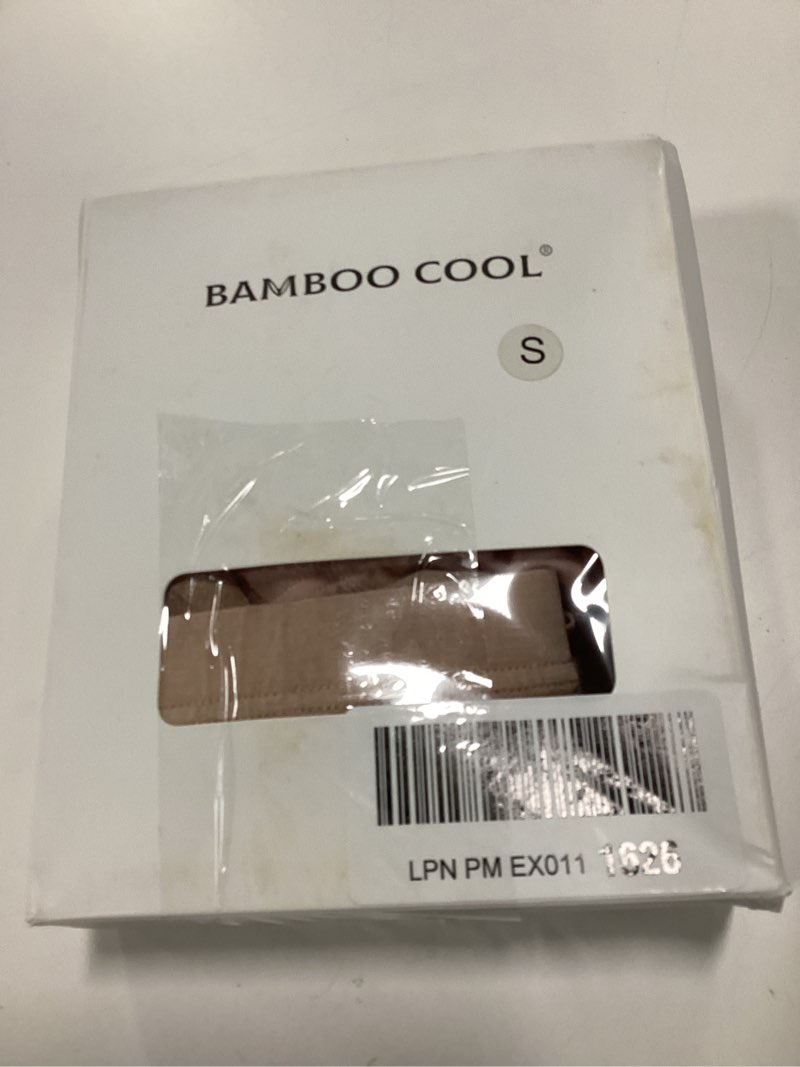 BAMBOO COOL®
S
LPN PM EX011 1626